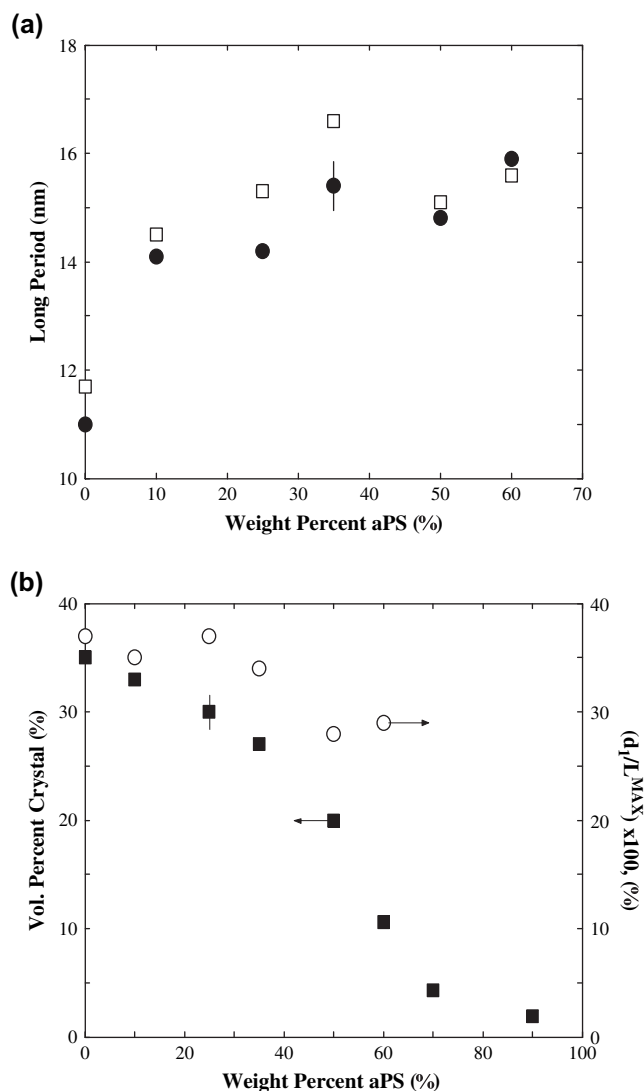 (a)
18
16
14
12
10
Long Period (nm)
0 10 20 30 40 50 60 70
Weight Percent aPS (%)
(b)
40
30
20
10
0
Vol. Percent Crystal (%)
40
30
20
10
0
(d₁/Lᴹᴬˣ) x100, (%)
0 20 40 60 80 100
Weight Percent aPS (%)